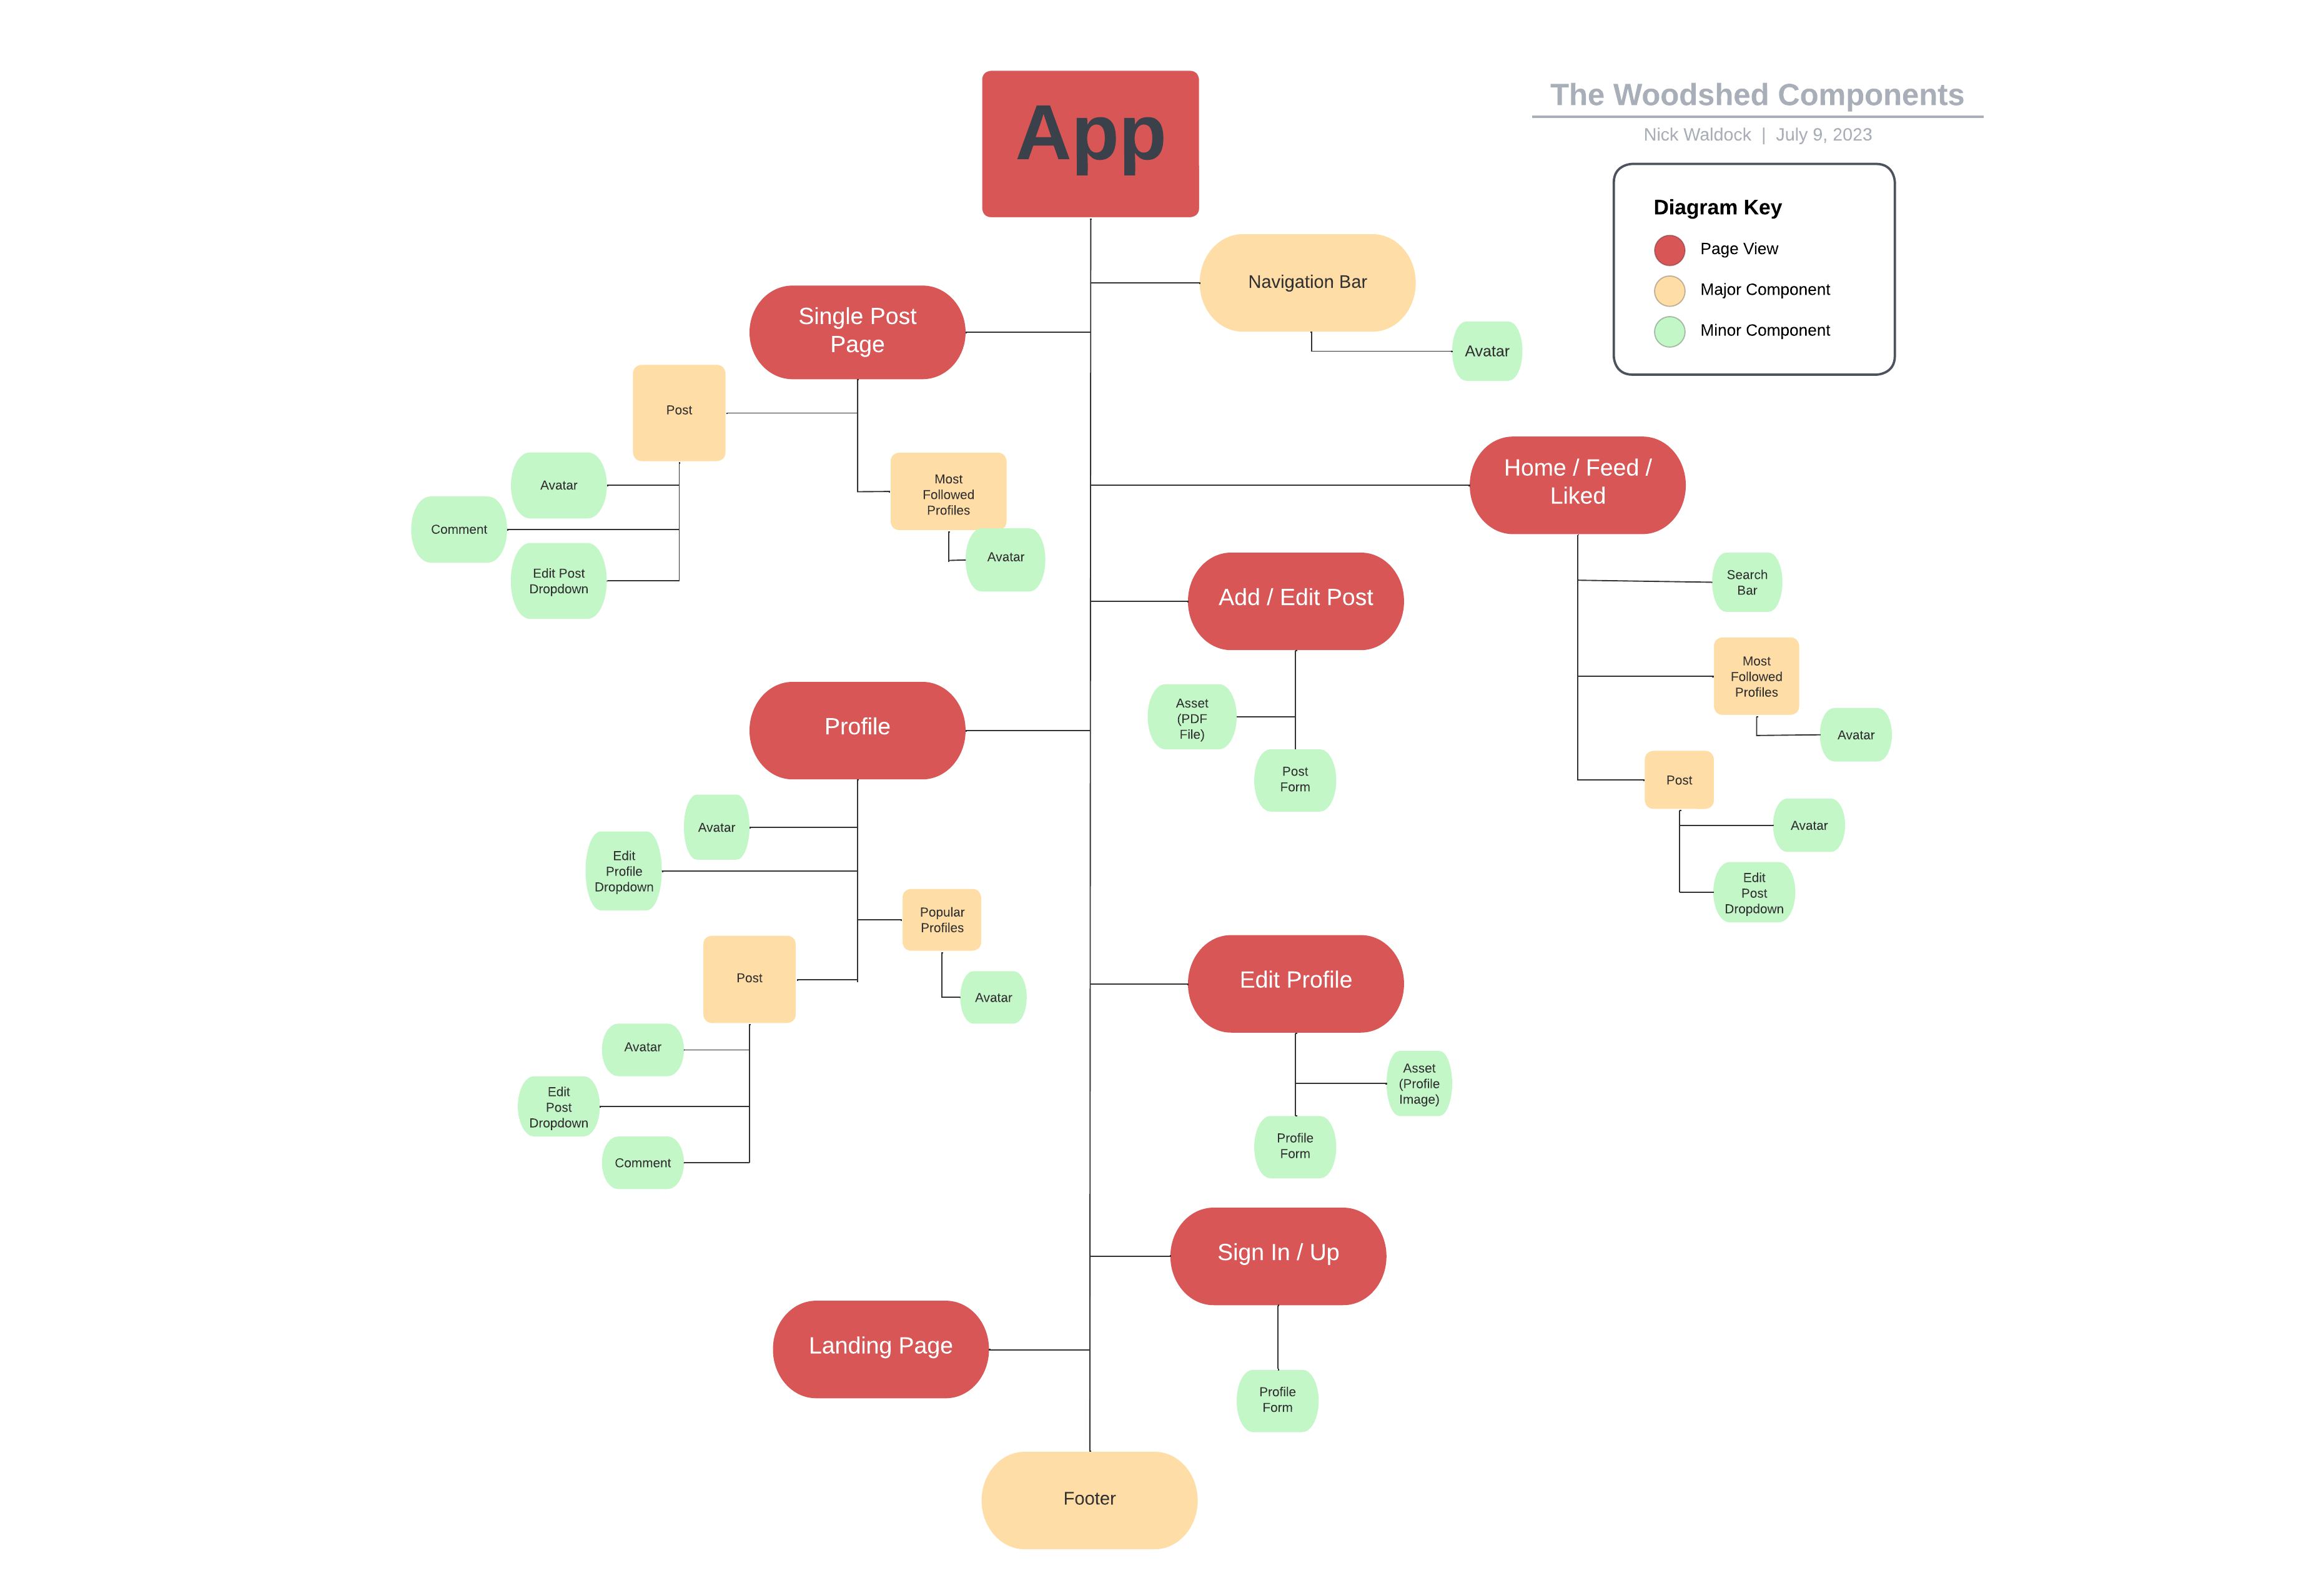 App
The Woodshed Components
Nick Waldock | July 9, 2023
Diagram Key
Page View
Major Component
Minor Component
Navigation Bar
Avatar
Single Post
Page
Post
Avatar
Comment
Edit Post
Dropdown
Most
Followed
Profiles
Avatar
Home / Feed /
Liked
Search
Bar
Most
Followed
Profiles
Avatar
Post
Avatar
Edit
Post
Dropdown
Add / Edit Post
Asset
(PDF
File)
Post
Form
Profile
Avatar
Edit
Profile
Dropdown
Popular
Profiles
Avatar
Post
Avatar
Edit
Post
Dropdown
Comment
Edit Profile
Asset
(Profile
Image)
Profile
Form
Sign In / Up
Profile
Form
Landing Page
Footer